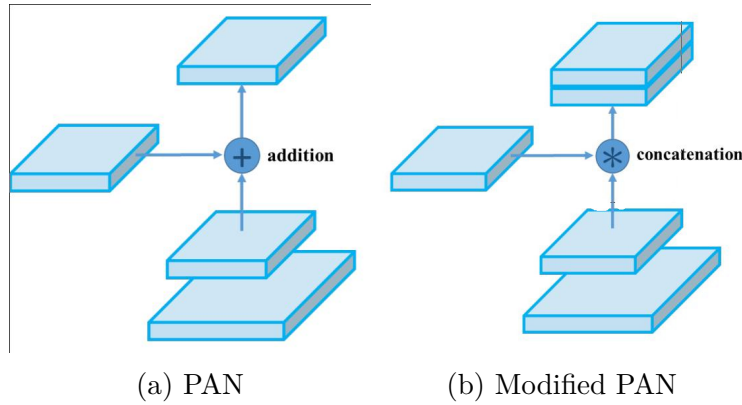 + addition
* concatenation
(a) PAN
(b) Modified PAN